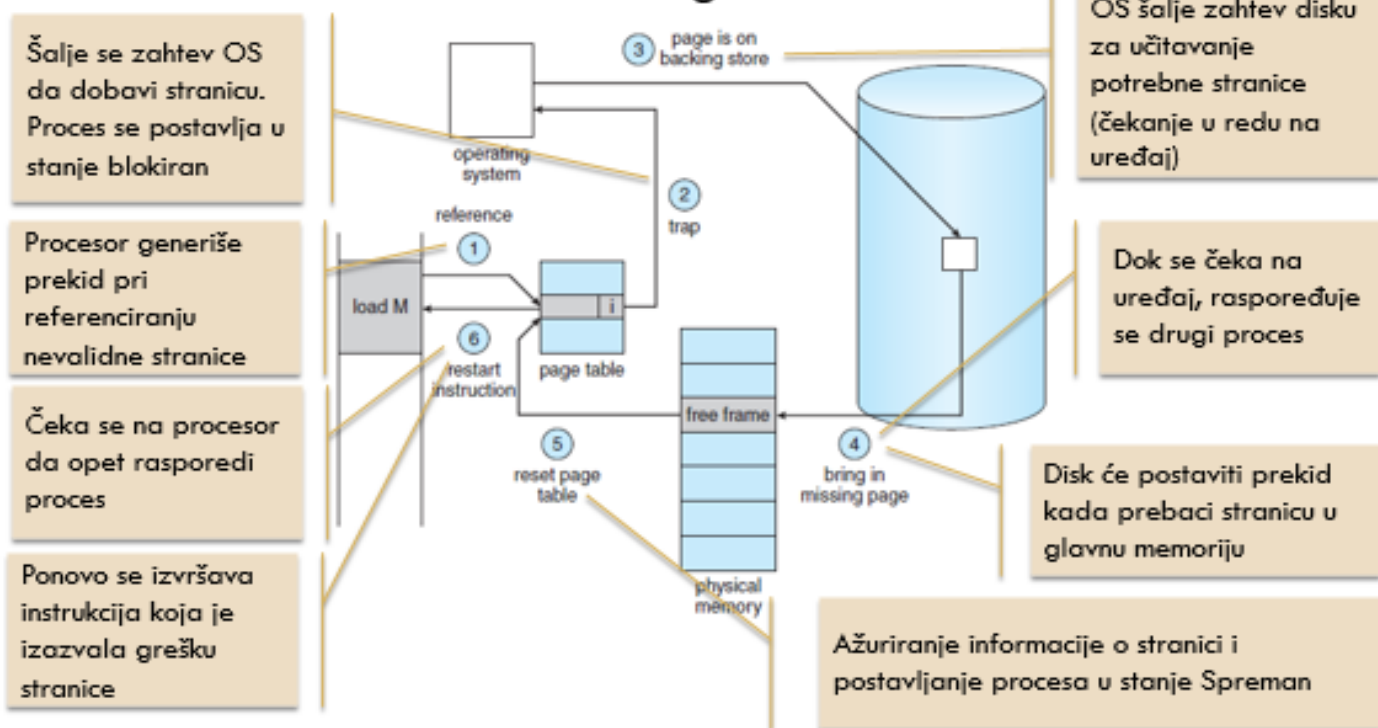 Šalje se zahtev OS
da dobavi stranicu.
Proces se postavlja u
stanje blokiran
Procesor generiše
prekid pri
referenciranju
nevalidne stranice
Čeka se na procesor
da opet rasporedi
proces
Ponovo se izvršava
instrukcija koja je
izazvala grešku
stranice
3
page is on
backing store
operating
system
2
trap
reference
1
load M
i
6
restart
instruction
page table
free frame
5
reset page
table
4
bring in
missing page
physical
memory
OS šalje zahtev disku
za učitavanje
potrebne stranice
(čekanje u redu na
uređaj)
Dok se čeka na
uređaj, raspoređuje
se drugi proces
Disk će postaviti prekid
kada prebaci stranicu u
glavnu memoriju
Ažuriranje informacije o stranici i
postavljanje procesa u stanje Spreman